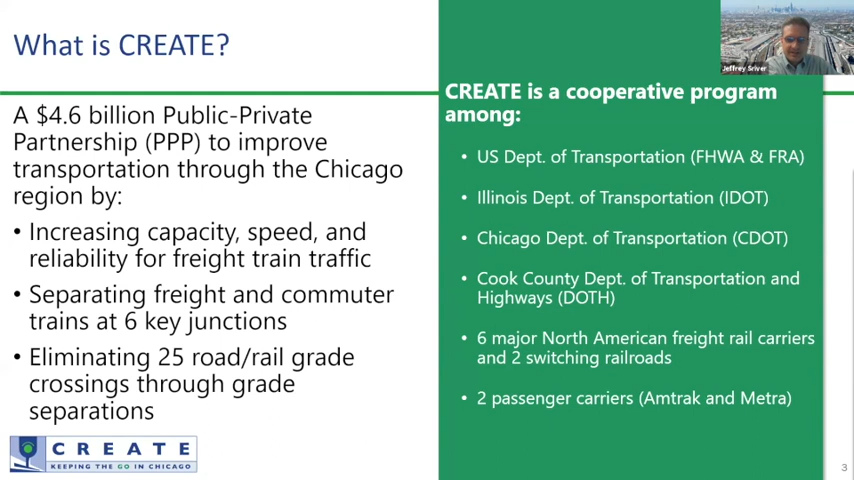 What is CREATE?
A $4.6 billion Public-Private
Partnership (PPP) to improve
transportation through the Chicago
region by:
• Increasing capacity, speed, and
reliability for freight train traffic
• Separating freight and commuter
trains at 6 key junctions
• Eliminating 25 road/rail grade
crossings through grade
separations
CREATE
KEEPING THE GO IN CHICAGO
Jeffrey Sriver
CREATE is a cooperative program
among:
• US Dept. of Transportation (FHWA & FRA)
• Illinois Dept. of Transportation (IDOT)
• Chicago Dept. of Transportation (CDOT)
• Cook County Dept. of Transportation and
Highways (DOTH)
• 6 major North American freight rail carriers
and 2 switching railroads
• 2 passenger carriers (Amtrak and Metra)
3